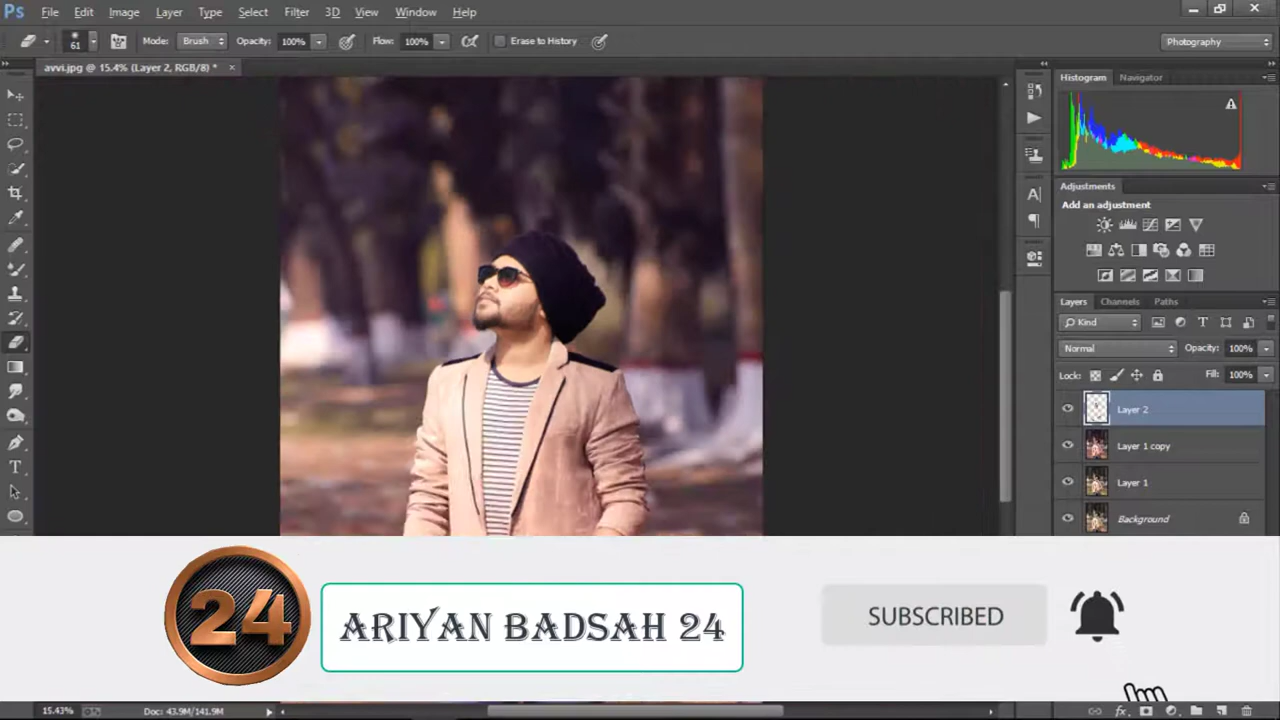 Ps File Edit Image Layer Type Select Filter 3D View Window Help
61 Mode: Brush Opacity: 100% Flow: 100% Erase to History Photography
avvi.jpg @ 15.4% (Layer 2, RGB/8) * ×
Histogram Navigator
Adjustments
Add an adjustment
Layers Channels Paths
Kind
Normal Opacity: 100%
Lock: Fill: 100%
Layer 2
Layer 1 copy
Layer 1
Background
24 ARIYAN BADSAH 24 SUBSCRIBED
15.43% Doc: 43.9M/141.9M